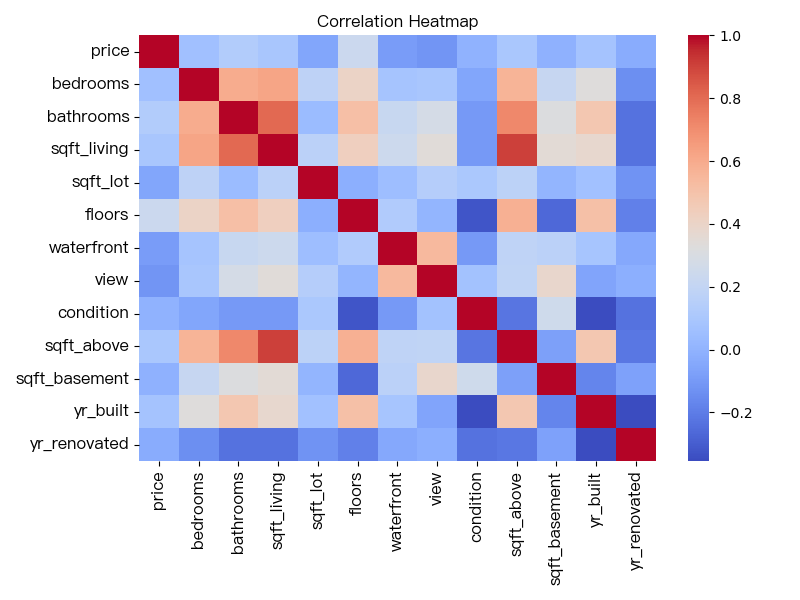 Correlation Heatmap
price
bedrooms
bathrooms
sqft_living
sqft_lot
floors
waterfront
view
condition
sqft_above
sqft_basement
yr_built
yr_renovated
price
bedrooms
bathrooms
sqft_living
sqft_lot
floors
waterfront
view
condition
sqft_above
sqft_basement
yr_built
yr_renovated
1.0
0.8
0.6
0.4
0.2
0.0
−0.2